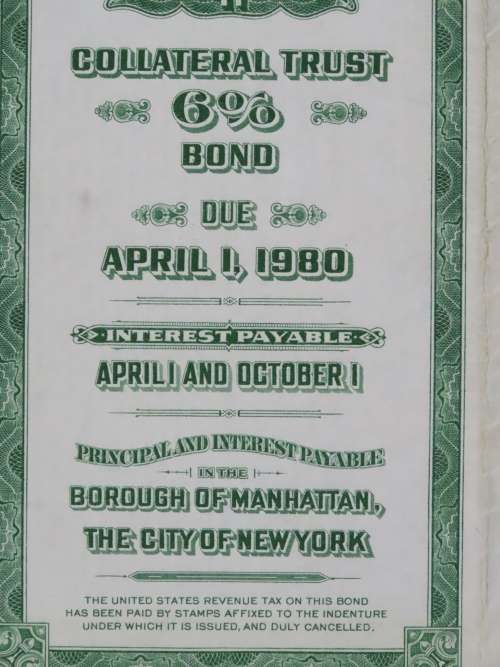 COLLATERAL TRUST
6%
BOND
DUE
APRIL 1, 1980
INTEREST PAYABLE
APRIL 1 AND OCTOBER 1
PRINCIPAL AND INTEREST PAYABLE
IN THE
BOROUGH OF MANHATTAN,
THE CITY OF NEW YORK
THE UNITED STATES REVENUE TAX ON THIS BOND
HAS BEEN PAID BY STAMPS AFFIXED TO THE INDENTURE
UNDER WHICH IT IS ISSUED, AND DULY CANCELLED.